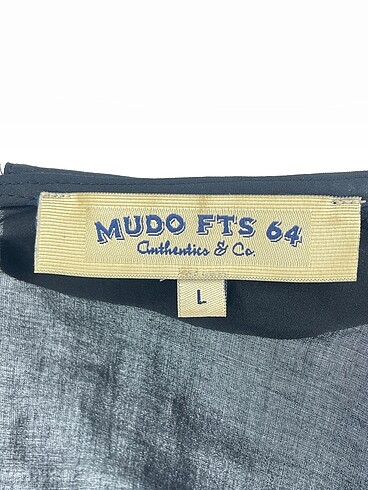 MUDO FTS 64
Authentics & Co.
L